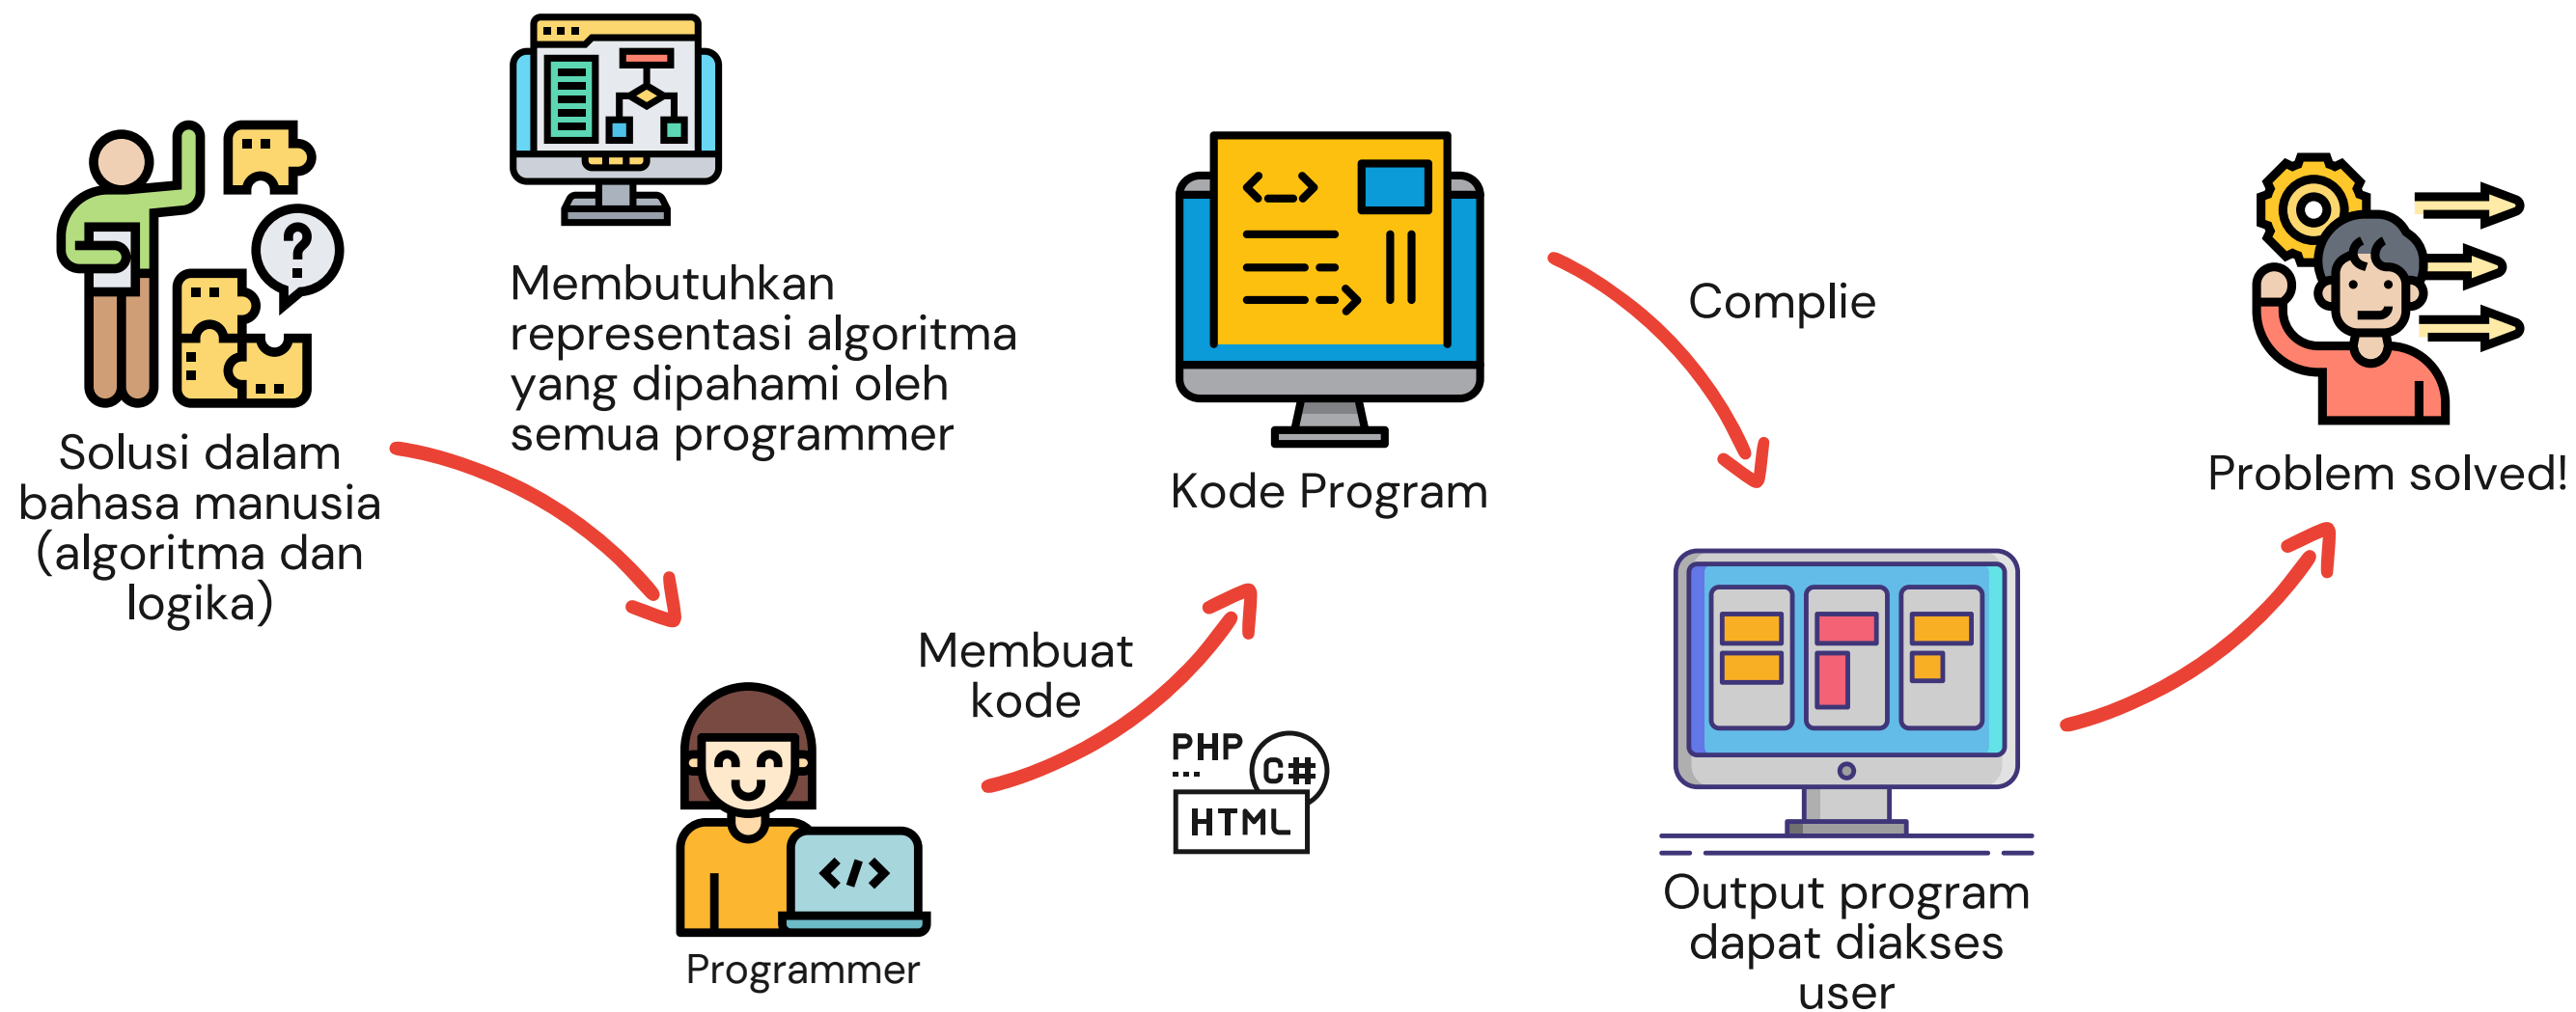 Solusi dalam
bahasa manusia
(algoritma dan
logika)
?
Membutuhkan
representasi algoritma
yang dipahami oleh
semua programmer
</>
Programmer
Membuat
kode
PHP
C#
HTML
Kode Program
Complie
Output program
dapat diakses
user
Problem solved!